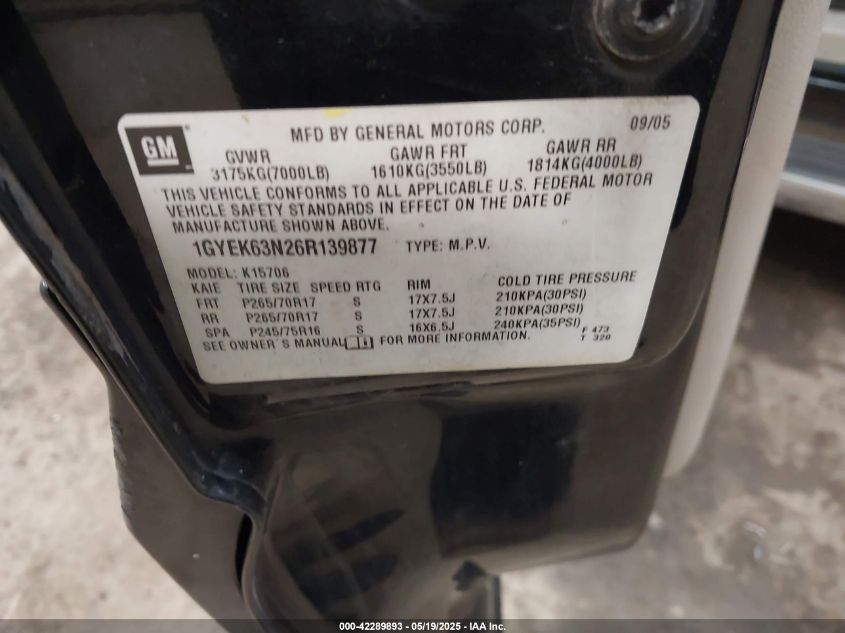 GM
MFD BY GENERAL MOTORS CORP. 09/05
GVWR GAWR FRT GAWR RR
3175KG(7000LB) 1610KG(3550LB) 1814KG(4000LB)
THIS VEHICLE CONFORMS TO ALL APPLICABLE U.S. FEDERAL MOTOR
VEHICLE SAFETY STANDARDS IN EFFECT ON THE DATE OF
MANUFACTURE SHOWN ABOVE.
1GYEK63N26R139877 TYPE: M.P.V.
MODEL: K15706
KAIE TIRE SIZE SPEED RTG RIM COLD TIRE PRESSURE
FRT P265/70R17 S 17X7.5J 210KPA(30PSI)
RR P265/70R17 S 17X7.5J 210KPA(30PSI)
SPA P245/75R16 S 16X6.5J 240KPA(35PSI)
SEE OWNER'S MANUAL FOR MORE INFORMATION.
F 473
T 320
000-42289893 - 05/19/2025 - IAA Inc.